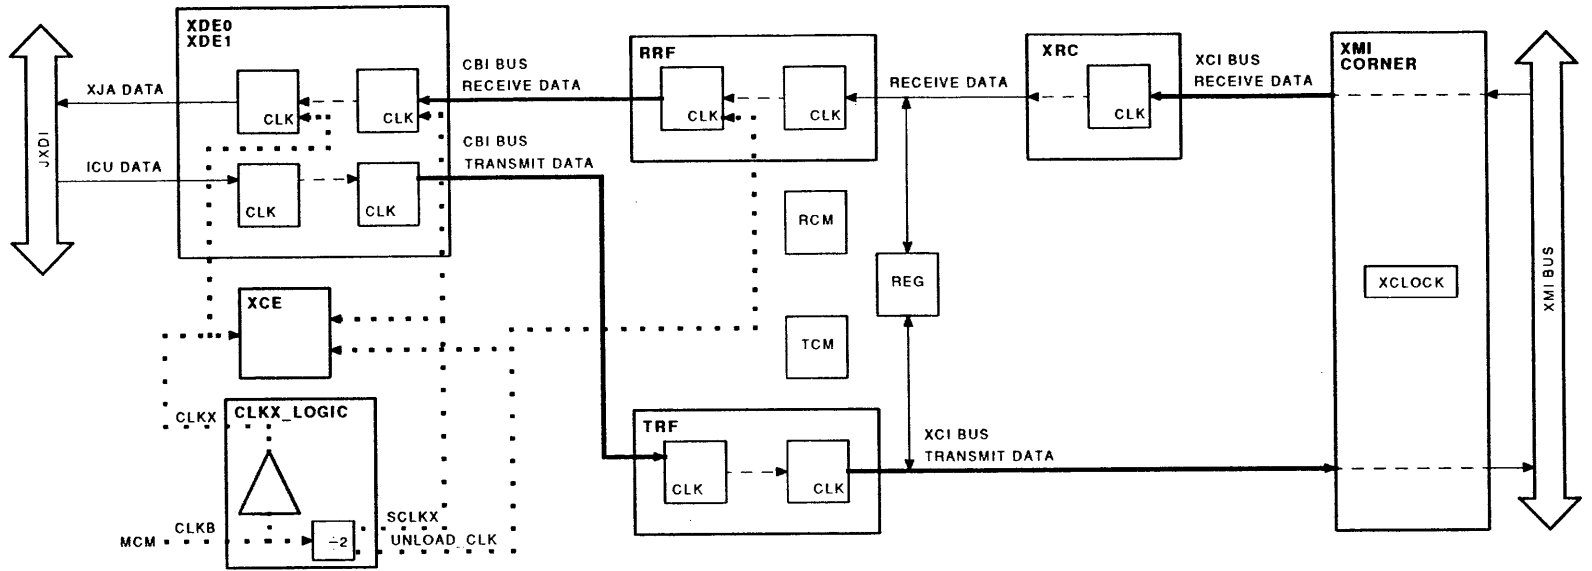 XDE0
XDE1
RRF
XRC
XMI
CORNER
CBI BUS
RECEIVE DATA
XCI BUS
RECEIVE DATA
XJA DATA
RECEIVE DATA
CLK
CLK
CLK
CLK
CLK
JXDI
CBI BUS
TRANSMIT DATA
ICU DATA
CLK
CLK
RCM
REG
XCLOCK
XMI BUS
XCE
TCM
CLKX
CLKX_LOGIC
TRF
XCI BUS
TRANSMIT DATA
CLK
CLK
MCM
CLKB
÷2
SCLKX
UNLOAD_CLK